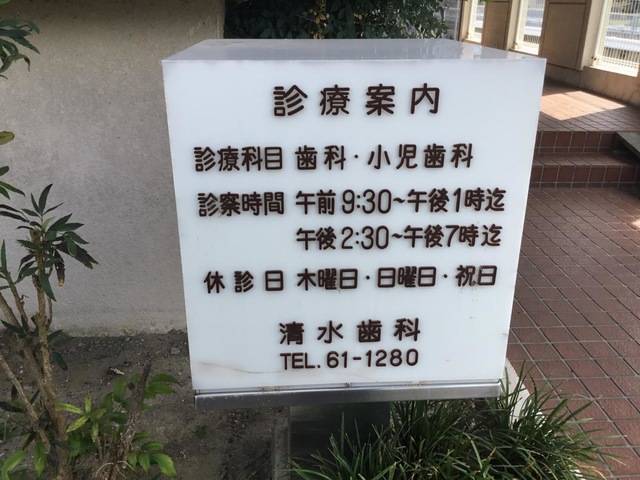 診療案内
診療科目 歯科・小児歯科
診察時間 午前9:30〜午後1時迄
午後2:30〜午後7時迄
休診日 木曜日・日曜日・祝日
清水歯科
TEL. 61-1280